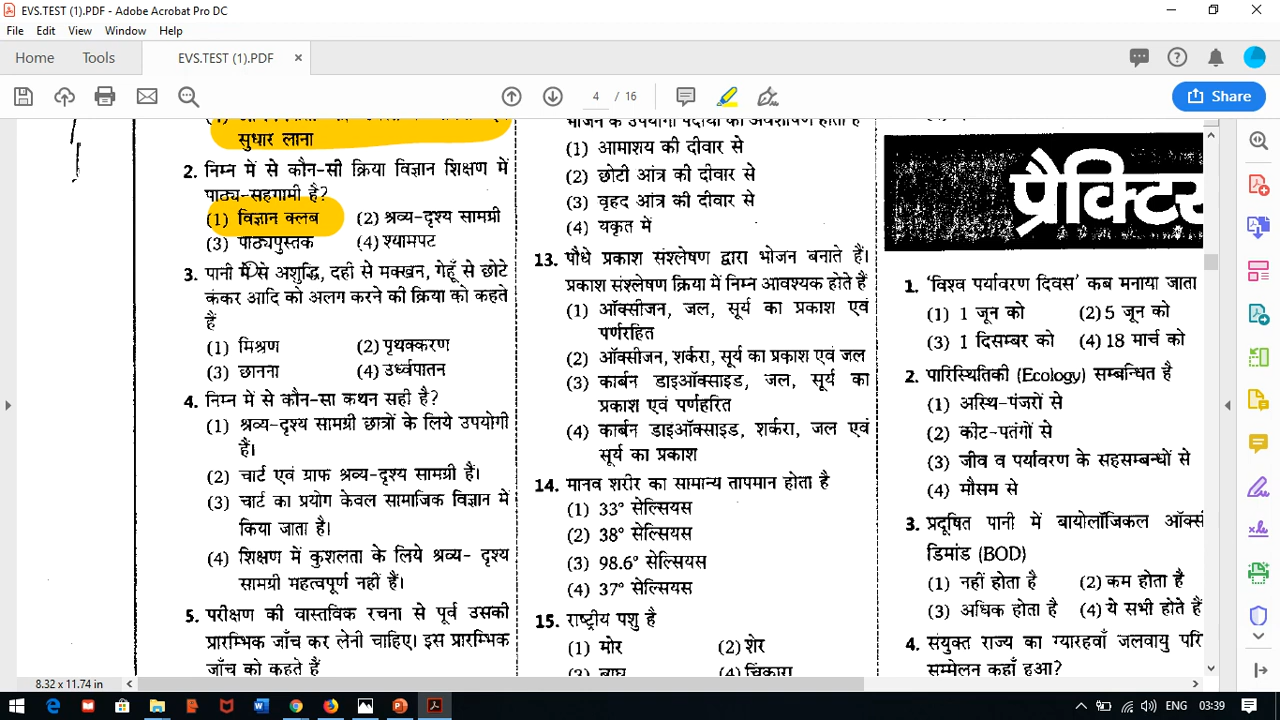 EVS.TEST (1).PDF - Adobe Acrobat Pro DC
File Edit View Window Help
Home Tools EVS.TEST (1).PDF ×
4 / 16
Share
सुधार लाना
2. निम्न में से कौन-सी क्रिया विज्ञान शिक्षण में
पाठ्य-सहगामी है?
(1) विज्ञान क्लब (2) श्रव्य-दृश्य सामग्री
(3) पाठ्यपुस्तक (4) श्यामपट
3. पानी में से अशुद्धि, दही से मक्खन, गेहूँ से छोटे
कंकर आदि को अलग करने की क्रिया को कहते
हैं
(1) मिश्रण (2) पृथक्करण
(3) छानना (4) उर्ध्वपातन
4. निम्न में से कौन-सा कथन सही है?
(1) श्रव्य-दृश्य सामग्री छात्रों के लिये उपयोगी
हैं।
(2) चार्ट एवं ग्राफ श्रव्य-दृश्य सामग्री हैं।
(3) चार्ट का प्रयोग केवल सामाजिक विज्ञान में
किया जाता है।
(4) शिक्षण में कुशलता के लिये श्रव्य- दृश्य
सामग्री महत्वपूर्ण नहीं हैं।
5. परीक्षण की वास्तविक रचना से पूर्व उसकी
प्रारम्भिक जाँच कर लेनी चाहिए। इस प्रारम्भिक
जाँच को कहते हैं
भोजन के उपयोगी पदार्थों का अवशोषण होता है
(1) आमाशय की दीवार से
(2) छोटी आंत्र की दीवार से
(3) वृहद आंत्र की दीवार से
(4) यकृत में
13. पौधे प्रकाश संश्लेषण द्वारा भोजन बनाते हैं।
प्रकाश संश्लेषण क्रिया में निम्न आवश्यक होते हैं
(1) ऑक्सीजन, जल, सूर्य का प्रकाश एवं
पर्णरहित
(2) ऑक्सीजन, शर्करा, सूर्य का प्रकाश एवं जल
(3) कार्बन डाइऑक्साइड, जल, सूर्य का
प्रकाश एवं पर्णहरित
(4) कार्बन डाइऑक्साइड, शर्करा, जल एवं
सूर्य का प्रकाश
14. मानव शरीर का सामान्य तापमान होता है
(1) 33° सेल्सियस
(2) 38° सेल्सियस
(3) 98.6° सेल्सियस
(4) 37° सेल्सियस
15. राष्ट्रीय पशु है
(1) मोर (2) शेर
(3) बाघ (4) चिंकारा
प्रैक्टिस
1. 'विश्व पर्यावरण दिवस' कब मनाया जाता
(1) 1 जून को (2) 5 जून को
(3) 1 दिसम्बर को (4) 18 मार्च को
2. पारिस्थितिकी (Ecology) सम्बन्धित है
(1) अस्थि-पंजरों से
(2) कीट-पतंगों से
(3) जीव व पर्यावरण के सहसम्बन्धों से
(4) मौसम से
3. प्रदूषित पानी में बायोलॉजिकल ऑक्सी
डिमांड (BOD)
(1) नहीं होता है (2) कम होता है
(3) अधिक होता है (4) ये सभी होते हैं
4. संयुक्त राज्य का ग्यारहवाँ जलवायु परि
सम्मेलन कहाँ हुआ?
8.32 x 11.74 in
ENG 03:39